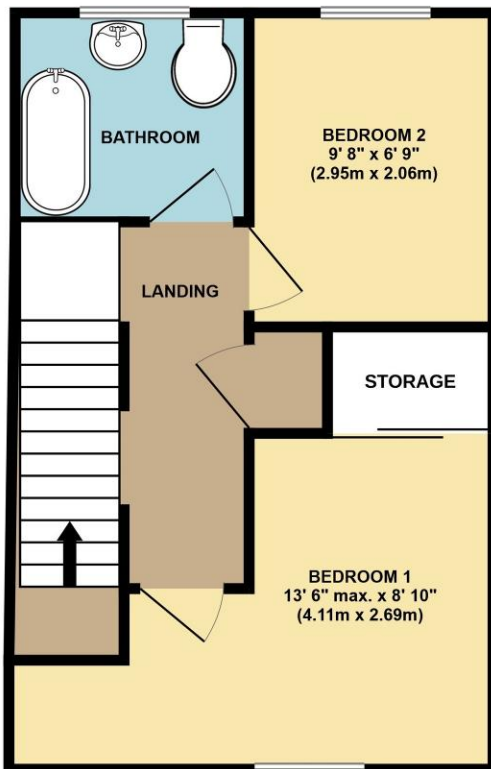 BATHROOM
BEDROOM 2
9' 8" x 6' 9"
(2.95m x 2.06m)
LANDING
STORAGE
BEDROOM 1
13' 6" max. x 8' 10"
(4.11m x 2.69m)